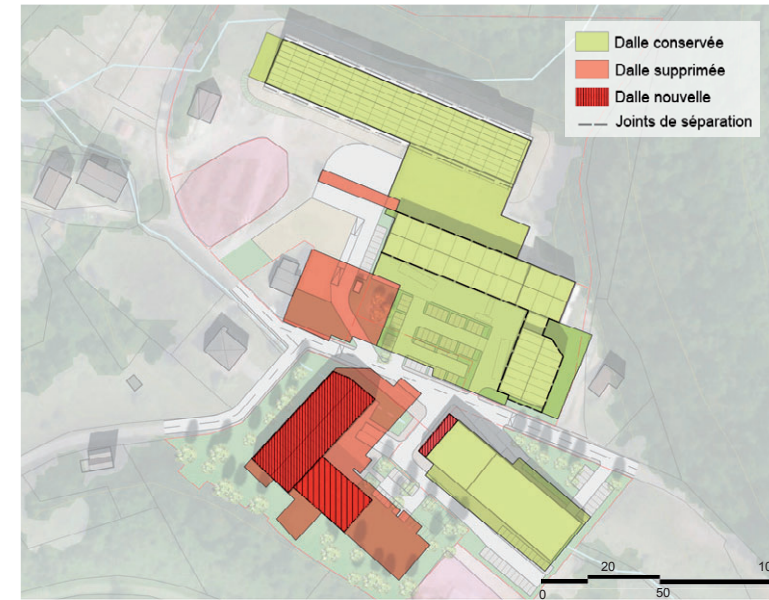 Dalle conservée
Dalle supprimée
Dalle nouvelle
Joints de séparation
20
10
0
50